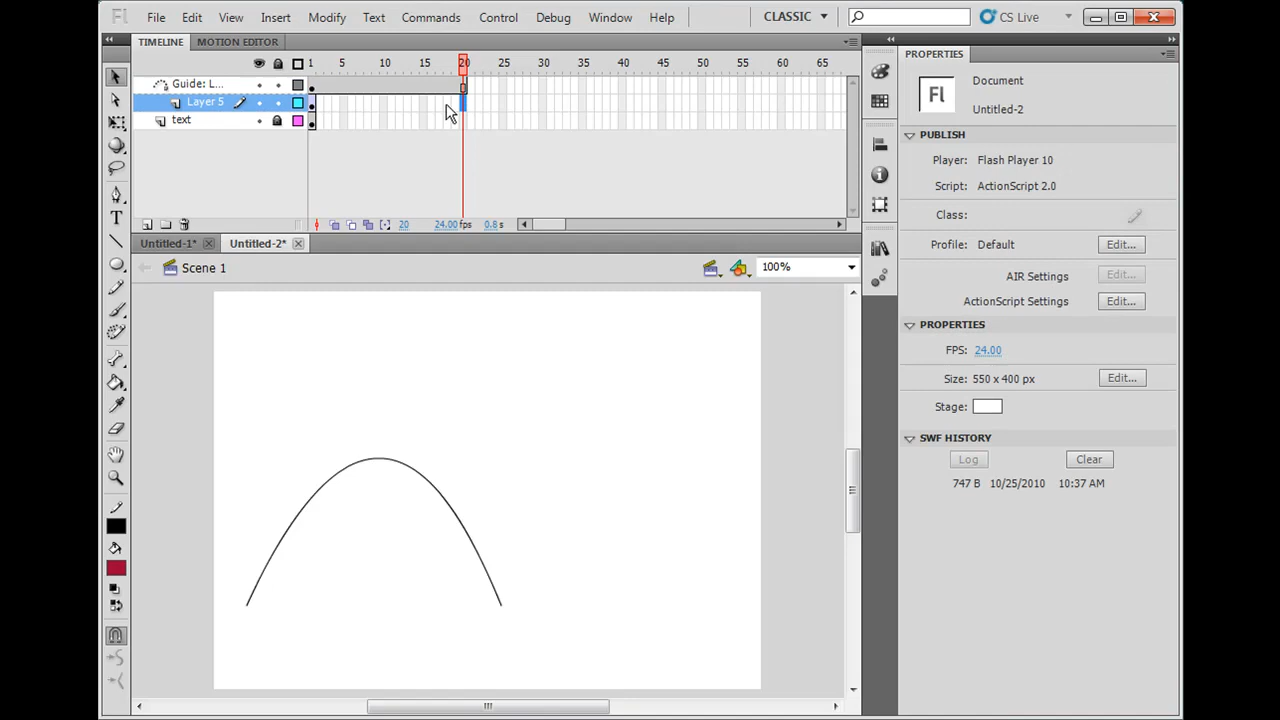 Fl File Edit View Insert Modify Text Commands Control Debug Window Help CLASSIC CS Live
TIMELINE MOTION EDITOR
1 5 10 15 20 25 30 35 40 45 50 55 60 65
Guide: L...
Layer 5
text
20 24.00 fps 0.8 s
Untitled-1* Untitled-2*
Scene 1 100%
PROPERTIES
Fl Document
Untitled-2
PUBLISH
Player: Flash Player 10
Script: ActionScript 2.0
Class:
Profile: Default Edit...
AIR Settings Edit...
ActionScript Settings Edit...
PROPERTIES
FPS: 24.00
Size: 550 x 400 px Edit...
Stage:
SWF HISTORY
Log Clear
747 B 10/25/2010 10:37 AM